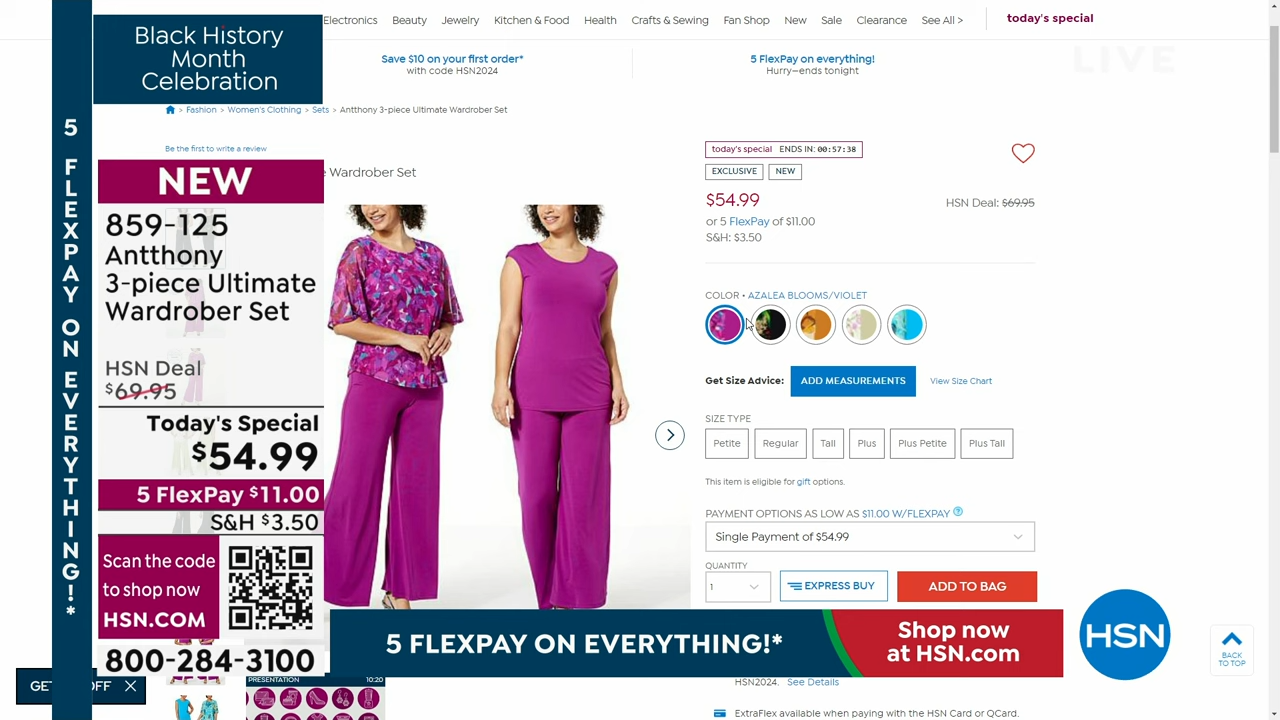 Black History
Month
Celebration
5 FLEXPAY ON EVERYTHING!*
Electronics
Beauty
Jewelry
Kitchen & Food
Health
Crafts & Sewing
Fan Shop
New
Sale
Clearance
See All >
today's special
LIVE
Save $10 on your first order*
with code HSN2024
5 FlexPay on everything!
Hurry—ends tonight
> Fashion > Women's Clothing > Sets > Antthony 3-piece Ultimate Wardrober Set
Be the first to write a review
Wardrober Set
NEW
859-125
Antthony
3-piece Ultimate
Wardrober Set
HSN Deal
$69.95
Today's Special
$54.99
5 FlexPay $11.00
S&H $3.50
Scan the code
to shop now
HSN.COM
800-284-3100
today's special ENDS IN: 00:57:38
EXCLUSIVE
NEW
$54.99
HSN Deal: $69.95
or 5 FlexPay of $11.00
S&H: $3.50
COLOR • AZALEA BLOOMS/VIOLET
Get Size Advice:
ADD MEASUREMENTS
View Size Chart
SIZE TYPE
Petite
Regular
Tall
Plus
Plus Petite
Plus Tall
This item is eligible for gift options.
PAYMENT OPTIONS AS LOW AS $11.00 W/FLEXPAY ?
Single Payment of $54.99
QUANTITY
1
EXPRESS BUY
ADD TO BAG
5 FLEXPAY ON EVERYTHING!*
Shop now
at HSN.com
HSN
BACK
TO TOP
GET
OFF
PRESENTATION
10:20
HSN2024. See Details
ExtraFlex available when paying with the HSN Card or QCard.